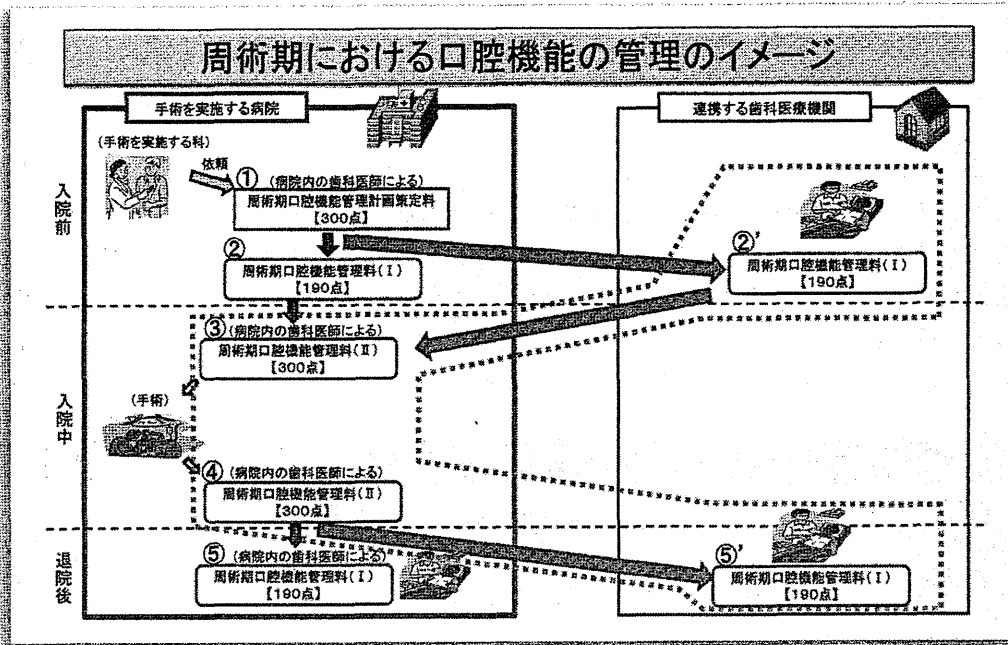 周術期における口腔機能の管理のイメージ
手術を実施する病院
連携する歯科医療機関
(手術を実施する科)
依頼
入院前
① (病院内の歯科医師による)
周術期口腔機能管理計画策定料
【300点】
②
周術期口腔機能管理料(Ⅰ)
【190点】
②'
周術期口腔機能管理料(Ⅰ)
【190点】
入院中
③ (病院内の歯科医師による)
周術期口腔機能管理料(Ⅱ)
【300点】
(手術)
④ (病院内の歯科医師による)
周術期口腔機能管理料(Ⅱ)
【300点】
退院後
⑤ (病院内の歯科医師による)
周術期口腔機能管理料(Ⅰ)
【190点】
⑤'
周術期口腔機能管理料(Ⅰ)
【190点】